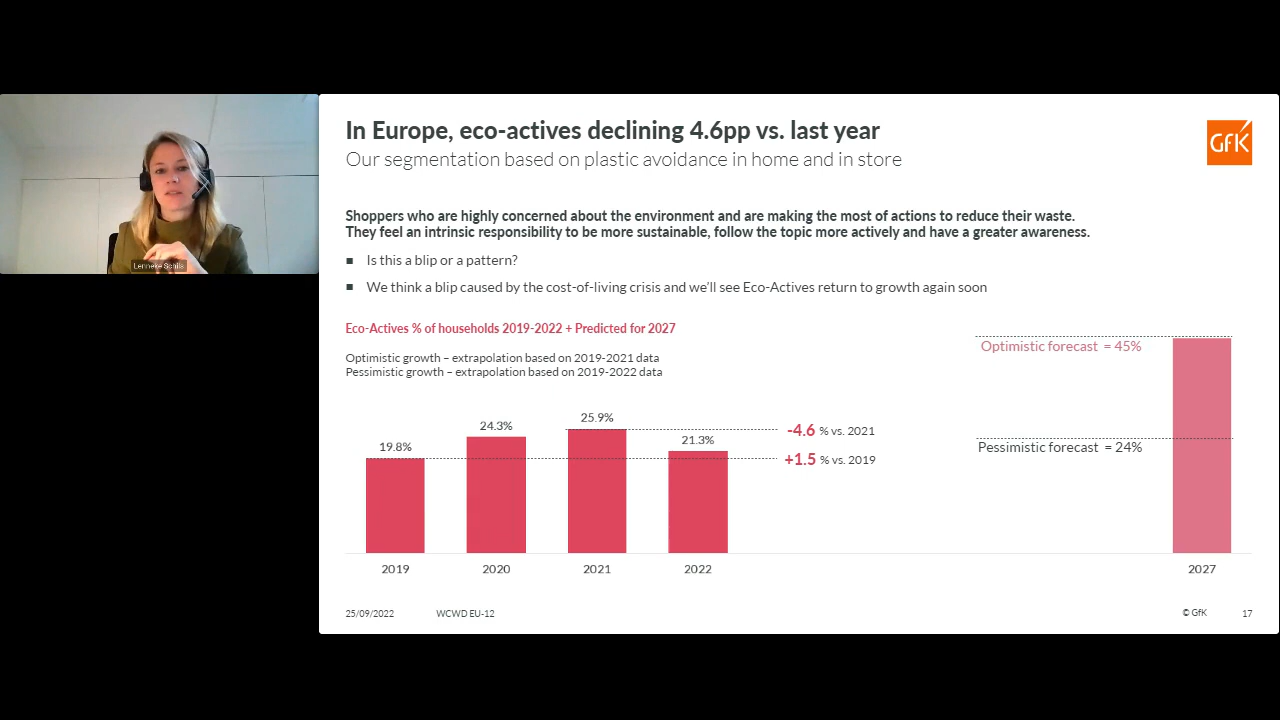 In Europe, eco-actives declining 4.6pp vs. last year
Our segmentation based on plastic avoidance in home and in store
GfK
Shoppers who are highly concerned about the environment and are making the most of actions to reduce their waste.
They feel an intrinsic responsibility to be more sustainable, follow the topic more actively and have a greater awareness.
■ Is this a blip or a pattern?
■ We think a blip caused by the cost-of-living crisis and we'll see Eco-Actives return to growth again soon
Lenneke Schils
Eco-Actives % of households 2019-2022 + Predicted for 2027
Optimistic growth – extrapolation based on 2019-2021 data
Pessimistic growth – extrapolation based on 2019-2022 data
Optimistic forecast = 45%
19.8%
24.3%
25.9%
21.3%
-4.6 % vs. 2021
+1.5 % vs. 2019
Pessimistic forecast = 24%
2019
2020
2021
2022
2027
25/09/2022
WCWD EU-12
© GfK
17